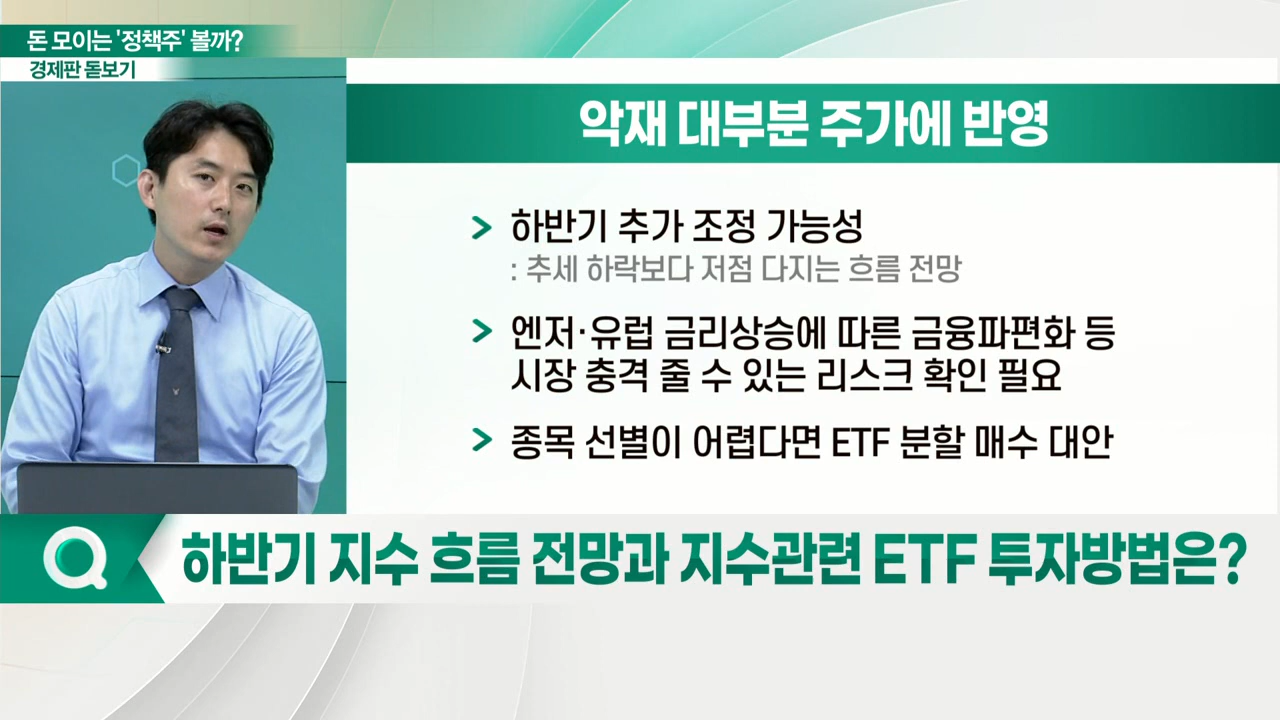 돈 모이는 '정책주' 볼까?
경제판 돋보기
악재 대부분 주가에 반영
> 하반기 추가 조정 가능성
: 추세 하락보다 저점 다지는 흐름 전망
> 엔저·유럽 금리상승에 따른 금융파편화 등
시장 충격 줄 수 있는 리스크 확인 필요
> 종목 선별이 어렵다면 ETF 분할 매수 대안
Q 하반기 지수 흐름 전망과 지수관련 ETF 투자방법은?